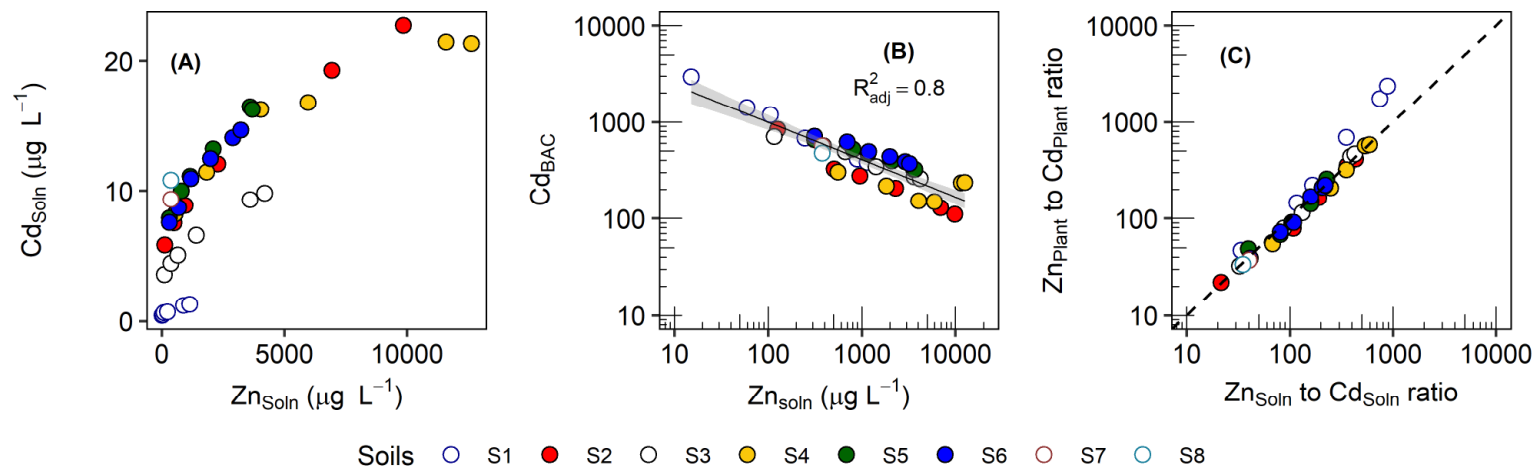 (A)
Cd_Soln (μg L⁻¹)
20
10
0
0 5000 10000
Zn_Soln (μg L⁻¹)
(B)
R²_adj = 0.8
Cd_BAC
10000
1000
100
10
10 100 1000 10000
Zn_soln (μg L⁻¹)
(C)
Zn_Plant to Cd_Plant ratio
10000
1000
100
10
10 100 1000 10000
Zn_Soln to Cd_Soln ratio
Soils S1 S2 S3 S4 S5 S6 S7 S8